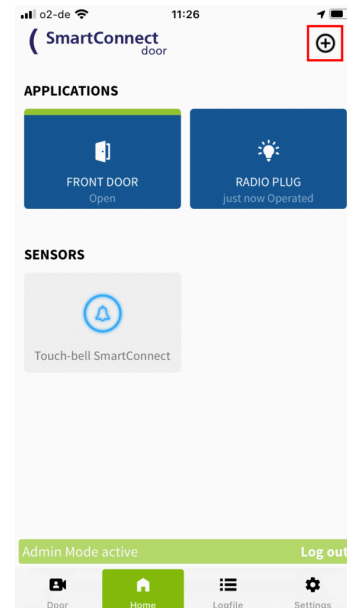 o2-de
11:26
SmartConnect
door
APPLICATIONS
FRONT DOOR
Open
RADIO PLUG
just now Operated
SENSORS
Touch-bell SmartConnect
Admin Mode active
Log out
Door
Home
Logfile
Settings